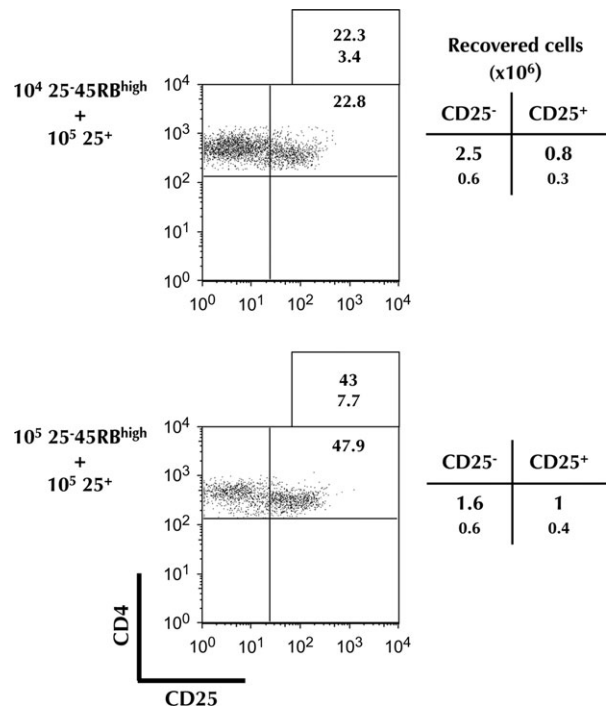 22.3
3.4
10⁴ 25-45RBhigh
+
10⁵ 25+
22.8
10⁴
10³
10²
10¹
10⁰
10⁰ 10¹ 10² 10³ 10⁴
Recovered cells
(x10⁶)
CD25- CD25+
2.5 0.8
0.6 0.3
43
7.7
10⁵ 25-45RBhigh
+
10⁵ 25+
47.9
10⁴
10³
10²
10¹
10⁰
10⁰ 10¹ 10² 10³ 10⁴
CD25- CD25+
1.6 1
0.6 0.4
CD4
CD25